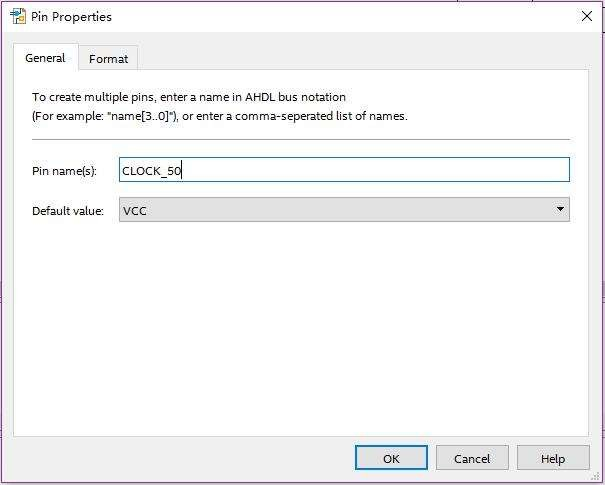 Pin Properties
General
Format
To create multiple pins, enter a name in AHDL bus notation
(For example: "name[3..0]"), or enter a comma-seperated list of names.
Pin name(s):
CLOCK_50
Default value:
VCC
OK
Cancel
Help